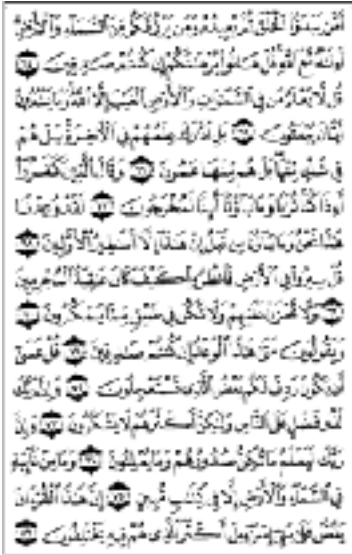 أمن يبدؤا الخلق ثم يعيده ومن يرزقكم من السماء والأرض
أءله مع الله قل هاتوا برهانكم إن كنتم صادقين ٦٤
قل لا يعلم من في السماوات والأرض الغيب إلا الله وما يشعرون
أيان يبعثون ٦٥ بل ادارك علمهم في الآخرة بل هم
في شك منها بل هم منها عمون ٦٦ وقال الذين كفروا
أءذا كنا ترابا وءاباؤنا أئنا لمخرجون ٦٧ لقد وعدنا
هذا نحن وءاباؤنا من قبل إن هذا إلا أساطير الأولين ٦٨
قل سيروا في الأرض فانظروا كيف كان عاقبة المجرمين
٦٩ ولا تحزن عليهم ولا تكن في ضيق مما يمكرون ٧٠
ويقولون متى هذا الوعد إن كنتم صادقين ٧١ قل عسى
أن يكون ردف لكم بعض الذي تستعجلون ٧٢ وإن ربك
لذو فضل على الناس ولكن أكثرهم لا يشكرون ٧٣ وإن
ربك ليعلم ما تكن صدورهم وما يعلنون ٧٤ وما من غائبة
في السماء والأرض إلا في كتاب مبين ٧٥ إن هذا القرءان
يقص على بني إسرائيل أكثر الذي هم فيه يختلفون ٧٦